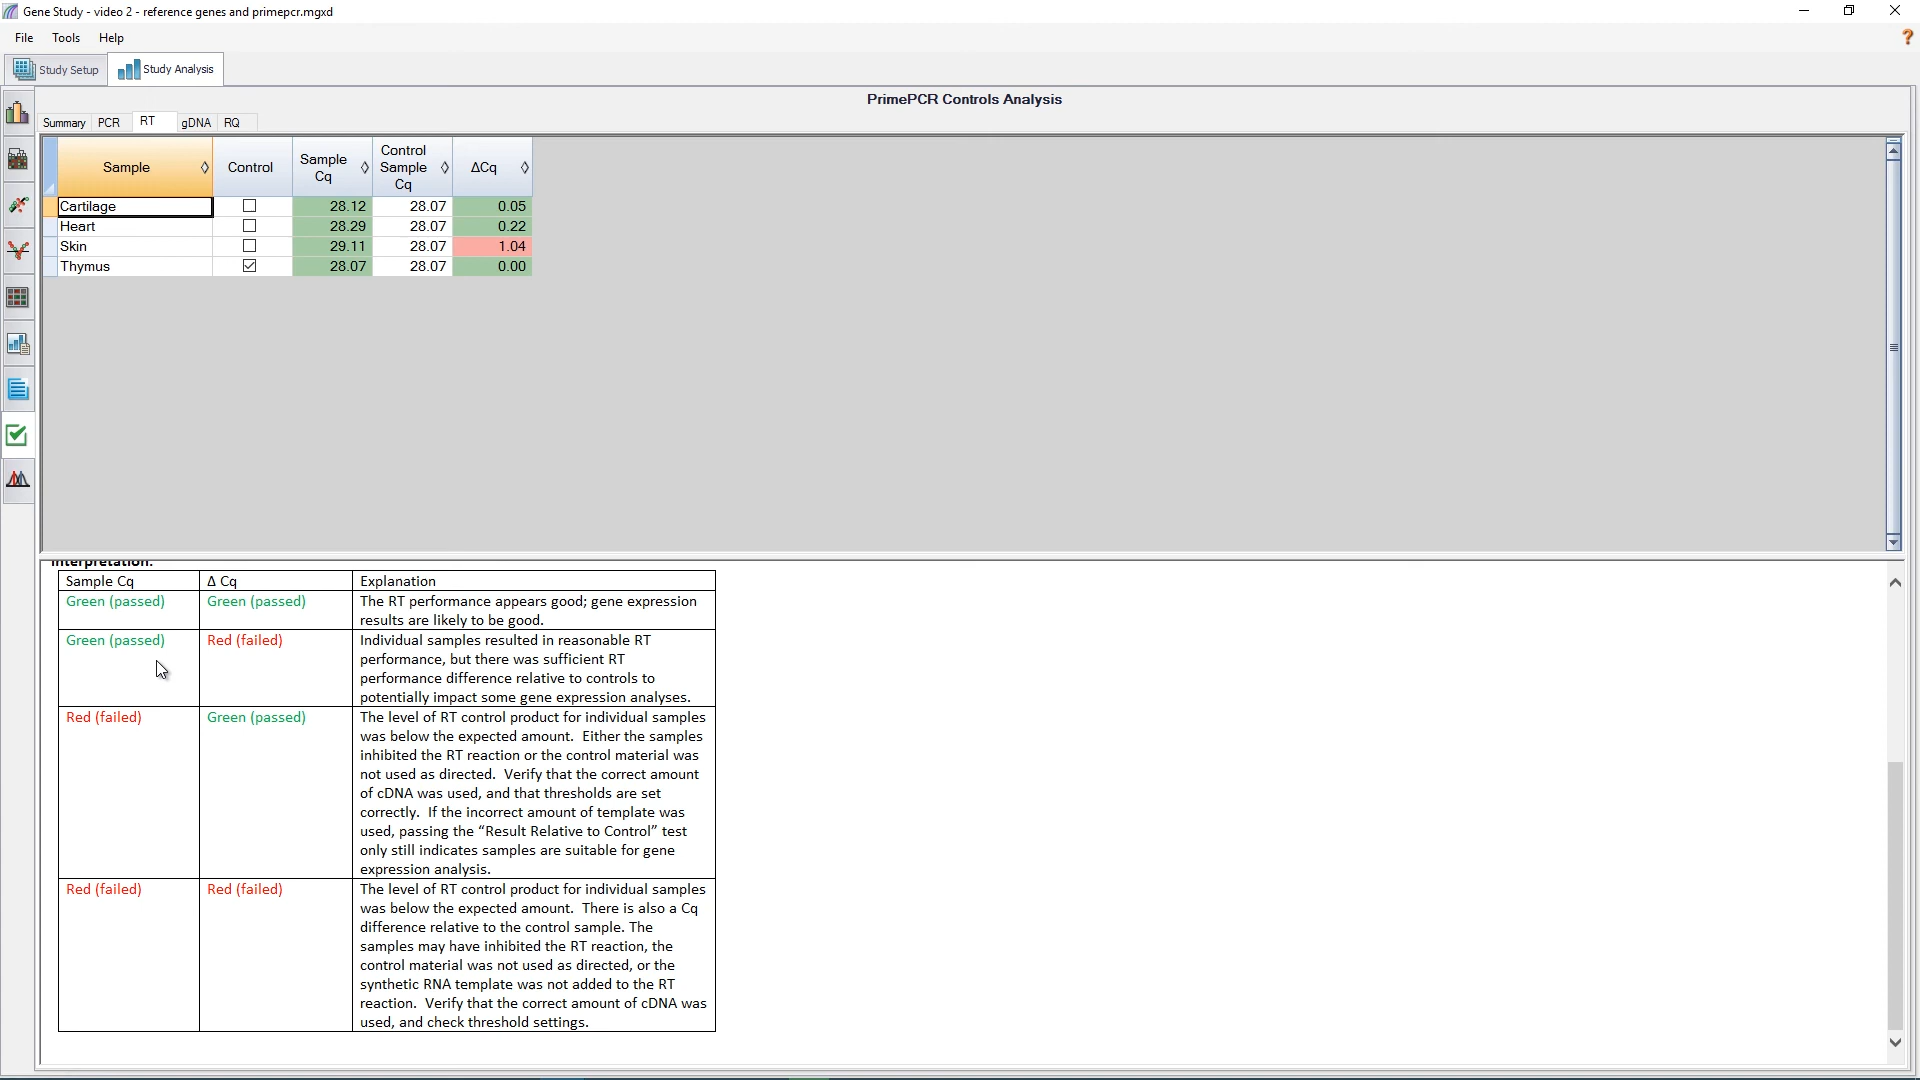 Gene Study - video 2 - reference genes and primepcr.mgxd
File Tools Help
?
Study Setup Study Analysis
PrimePCR Controls Analysis
Summary PCR RT gDNA RQ
Sample Control Sample Cq Control Sample Cq ΔCq
Cartilage 28.12 28.07 0.05
Heart 28.29 28.07 0.22
Skin 29.11 28.07 1.04
Thymus 28.07 28.07 0.00
Interpretation:
Sample Cq Δ Cq Explanation
Green (passed) Green (passed) The RT performance appears good; gene expression
results are likely to be good.
Green (passed) Red (failed) Individual samples resulted in reasonable RT
performance, but there was sufficient RT
performance difference relative to controls to
potentially impact some gene expression analyses.
Red (failed) Green (passed) The level of RT control product for individual samples
was below the expected amount. Either the samples
inhibited the RT reaction or the control material was
not used as directed. Verify that the correct amount
of cDNA was used, and that thresholds are set
correctly. If the incorrect amount of template was
used, passing the “Result Relative to Control” test
only still indicates samples are suitable for gene
expression analysis.
Red (failed) Red (failed) The level of RT control product for individual samples
was below the expected amount. There is also a Cq
difference relative to the control sample. The
samples may have inhibited the RT reaction, the
control material was not used as directed, or the
synthetic RNA template was not added to the RT
reaction. Verify that the correct amount of cDNA was
used, and check threshold settings.